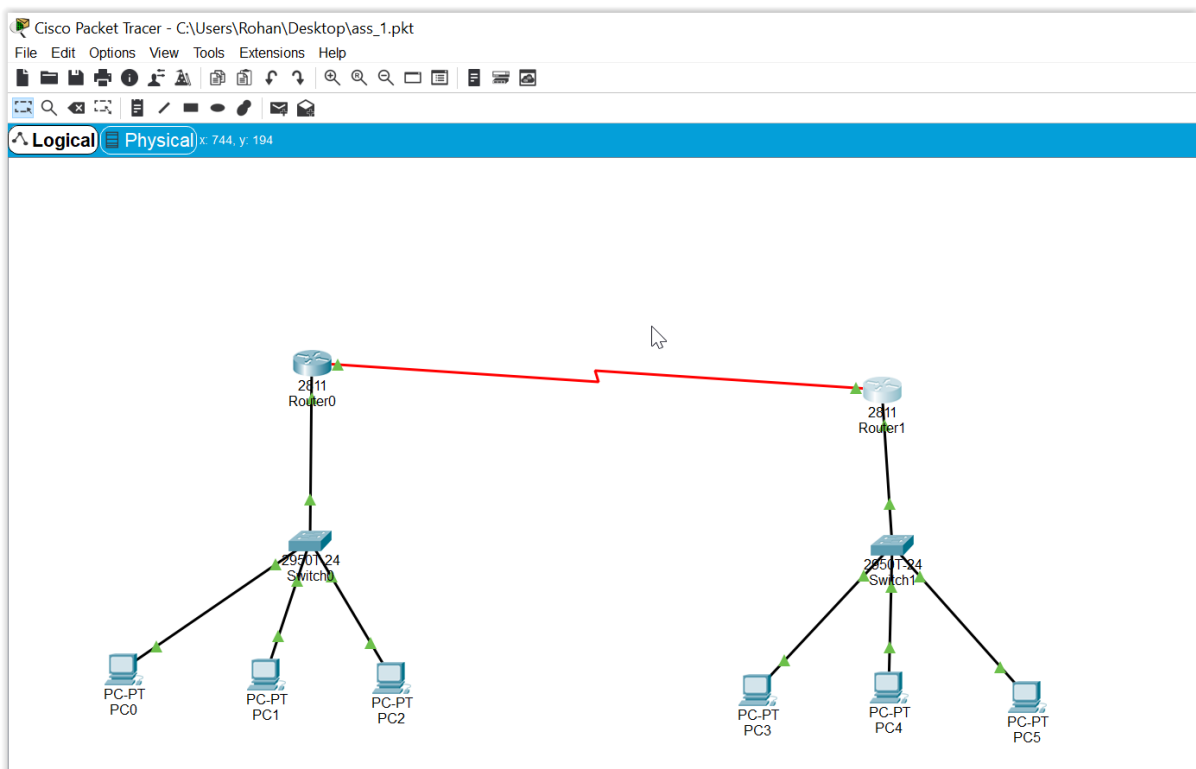 Cisco Packet Tracer - C:\Users\Rohan\Desktop\ass_1.pkt
File Edit Options View Tools Extensions Help
Logical Physical x: 744, y: 194
2811
Router0
2811
Router1
2950T-24
Switch0
2950T-24
Switch1
PC-PT
PC0
PC-PT
PC1
PC-PT
PC2
PC-PT
PC3
PC-PT
PC4
PC-PT
PC5